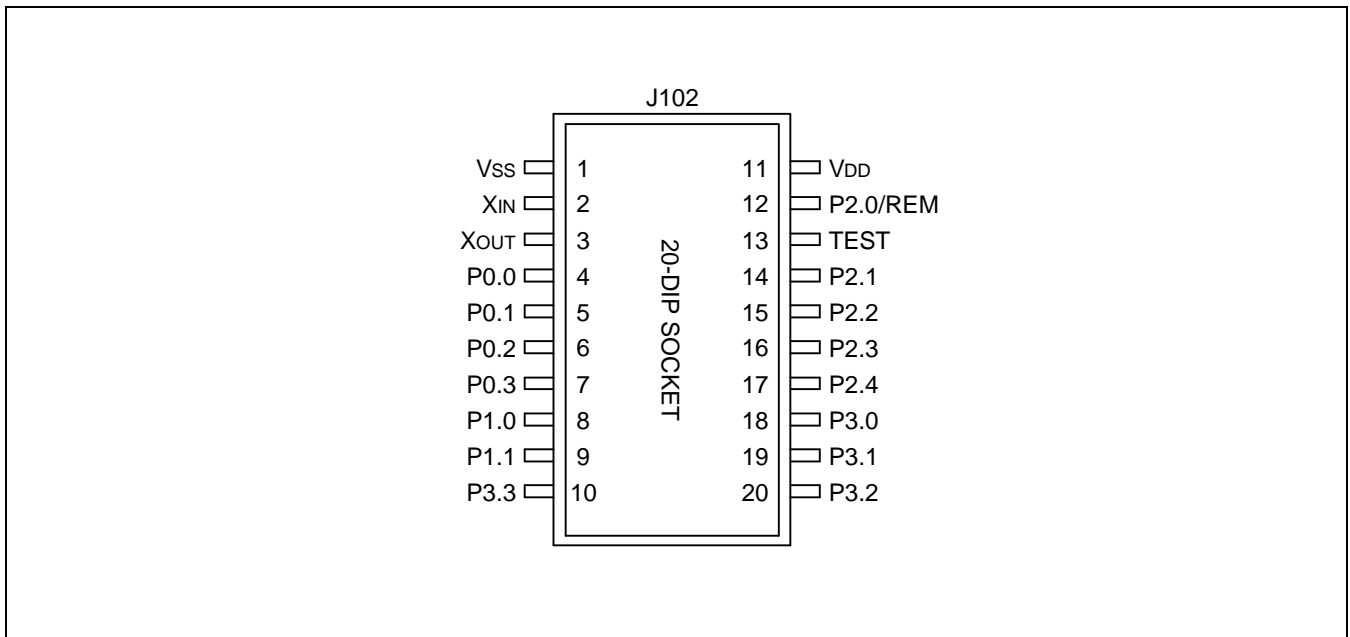 J102
VSS 1 11 VDD
XIN 2 12 P2.0/REM
XOUT 3 13 TEST
P0.0 4 14 P2.1
P0.1 5 15 P2.2
P0.2 6 16 P2.3
P0.3 7 17 P2.4
P1.0 8 18 P3.0
P1.1 9 19 P3.1
P3.3 10 20 P3.2
20-DIP SOCKET